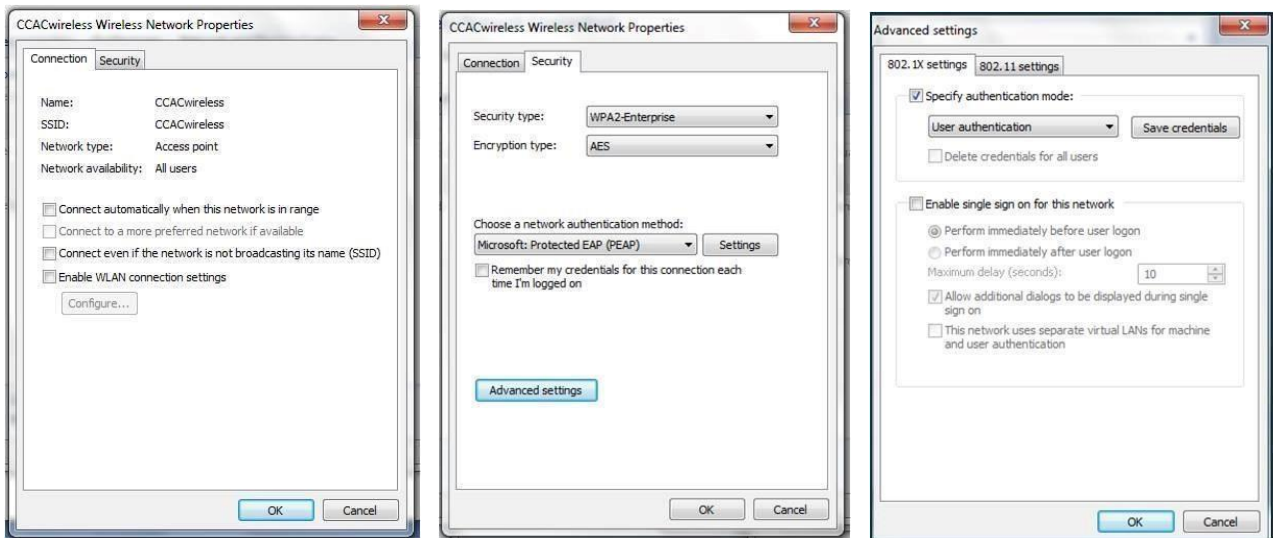 CCACwireless Wireless Network Properties
Connection Security
Name: CCACwireless
SSID: CCACwireless
Network type: Access point
Network availability: All users
Connect automatically when this network is in range
Connect to a more preferred network if available
Connect even if the network is not broadcasting its name (SSID)
Enable WLAN connection settings
Configure...
OK Cancel
CCACwireless Wireless Network Properties
Connection Security
Security type: WPA2-Enterprise
Encryption type: AES
Choose a network authentication method:
Microsoft: Protected EAP (PEAP) Settings
Remember my credentials for this connection each
time I'm logged on
Advanced settings
OK Cancel
Advanced settings
802.1X settings 802.11 settings
Specify authentication mode:
User authentication Save credentials
Delete credentials for all users
Enable single sign on for this network
Perform immediately before user logon
Perform immediately after user logon
Maximum delay (seconds): 10
Allow additional dialogs to be displayed during single
sign on
This network uses separate virtual LANs for machine
and user authentication
OK Cancel